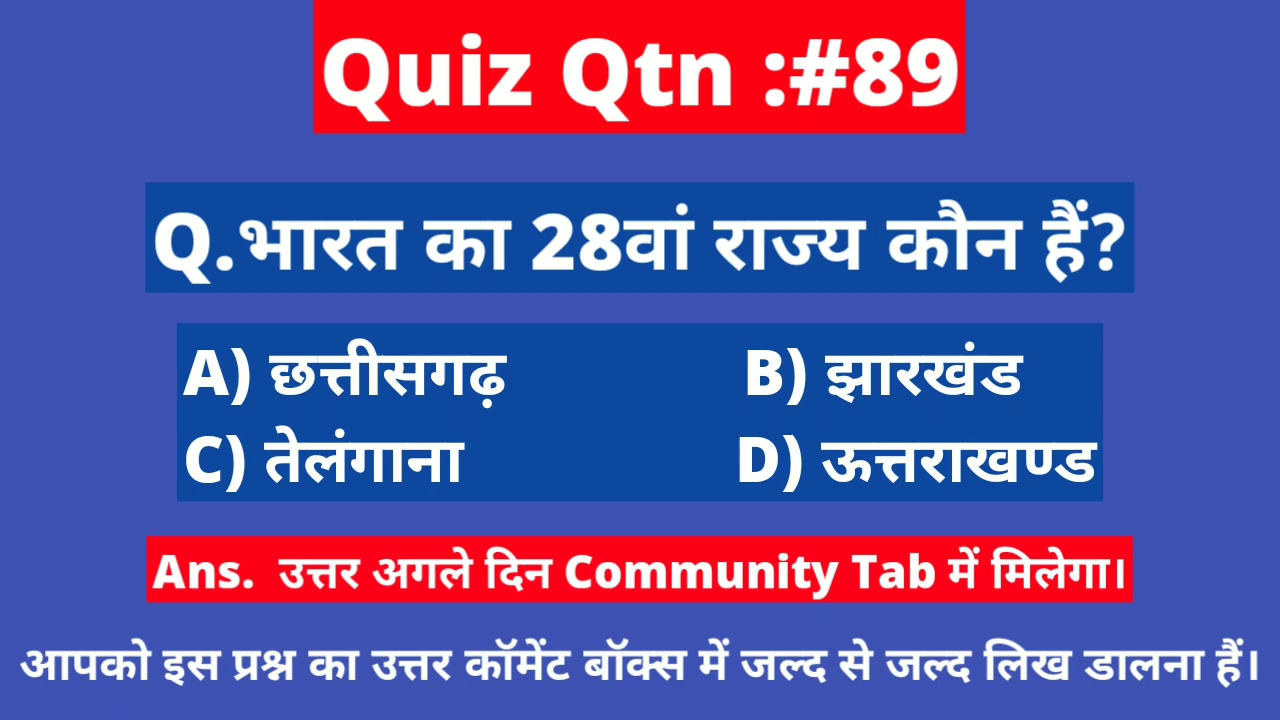 Quiz Qtn :#89
Q.भारत का 28वां राज्य कौन हैं?
A) छत्तीसगढ़ B) झारखंड
C) तेलंगाना D) ऊत्तराखण्ड
Ans. उत्तर अगले दिन Community Tab में मिलेगा।
आपको इस प्रश्न का उत्तर कॉमेंट बॉक्स में जल्द से जल्द लिख डालना हैं।